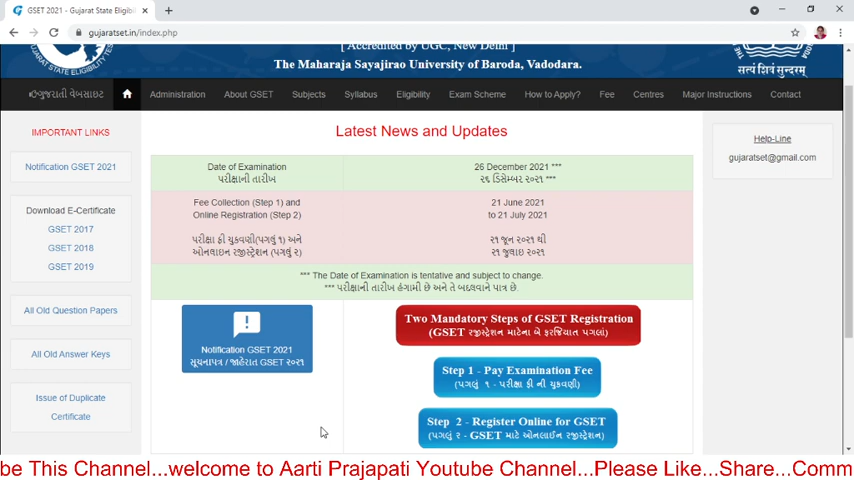 GSET 2021 - Gujarat State Eligibi
gujaratset.in/index.php
[ Accredited by UGC, New Delhi ]
The Maharaja Sayajirao University of Baroda, Vadodara.
सत्यं शिवं सुन्दरम्
ગુજરાતી વેબસાઇટ
Administration
About GSET
Subjects
Syllabus
Eligibility
Exam Scheme
How to Apply?
Fee
Centres
Major Instructions
Contact
IMPORTANT LINKS
Notification GSET 2021
Download E-Certificate
GSET 2017
GSET 2018
GSET 2019
All Old Question Papers
All Old Answer Keys
Issue of Duplicate
Certificate
Latest News and Updates
Date of Examination
પરીક્ષાની તારીખ
26 December 2021 ***
૨૬ ડિસેમ્બર ૨૦૨૧ ***
Fee Collection (Step 1) and
Online Registration (Step 2)
પરીક્ષા ફી ચુકવણી(પગલું ૧) અને
ઓનલાઇન રજીસ્ટ્રેશન (પગલું ૨)
21 June 2021
to 21 July 2021
૨૧ જૂન ૨૦૨૧ થી
૨૧ જુલાઇ ૨૦૨૧
*** The Date of Examination is tentative and subject to change.
*** પરીક્ષાની તારીખ હંગામી છે અને તે બદલવાને પાત્ર છે.
Notification GSET 2021
સૂચનાપત્ર / જાહેરાત GSET ૨૦૨૧
Two Mandatory Steps of GSET Registration
(GSET રજીસ્ટ્રેશન માટેના બે ફરજિયાત પગલાં)
Step 1 - Pay Examination Fee
(પગલું ૧ - પરીક્ષા ફી ની ચુકવણી)
Step 2 - Register Online for GSET
(પગલું ૨ - GSET માટે ઓનલાઈન રજીસ્ટ્રેશન)
Help-Line
gujaratset@gmail.com
be This Channel...welcome to Aarti Prajapati Youtube Channel...Please Like...Share...Comm